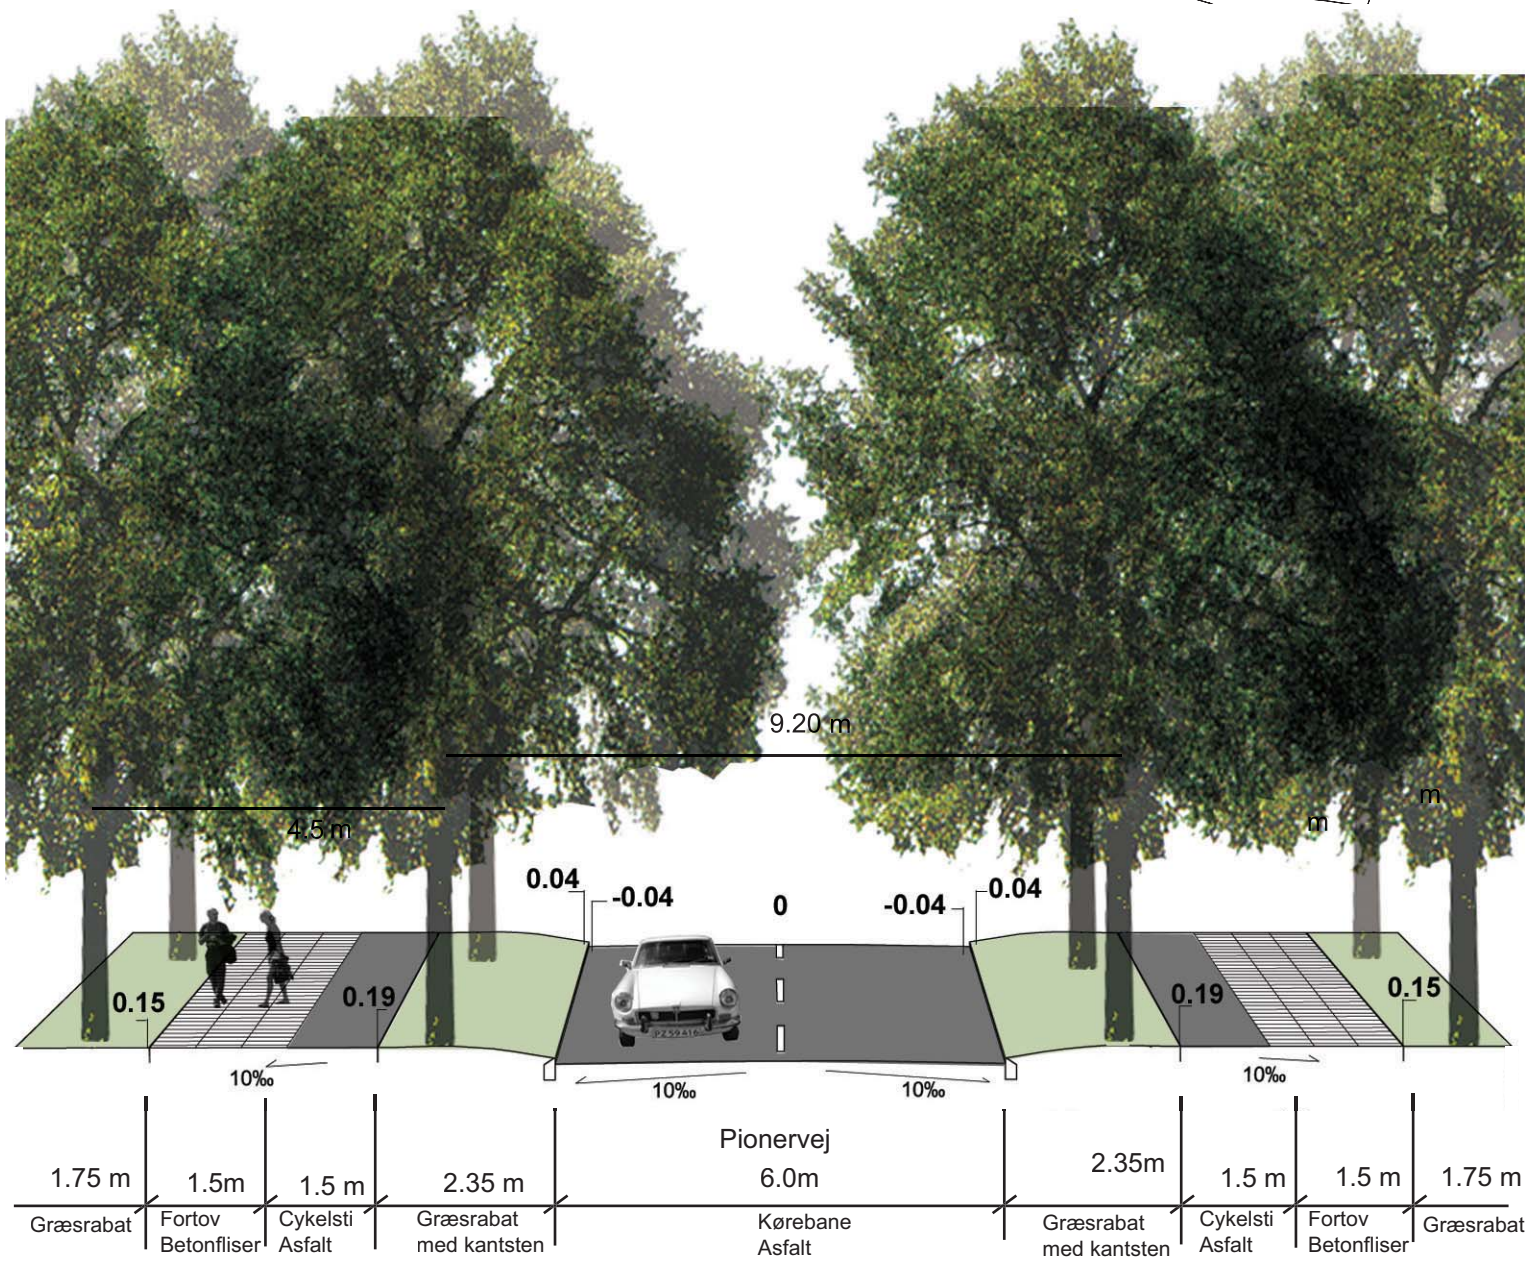 9.20 m
m
4.5 m
m
0.04
-0.04
0
-0.04
0.04
0.15
0.19
0.19
0.15
10‰
10‰
10‰
10‰
Pionervej
1.75 m
1.5m
1.5 m
2.35 m
6.0m
2.35m
1.5 m
1.5 m
1.75 m
Græsrabat
Fortov
Betonfliser
Cykelsti
Asfalt
Græsrabat
med kantsten
Kørebane
Asfalt
Græsrabat
med kantsten
Cykelsti
Asfalt
Fortov
Betonfliser
Græsrabat